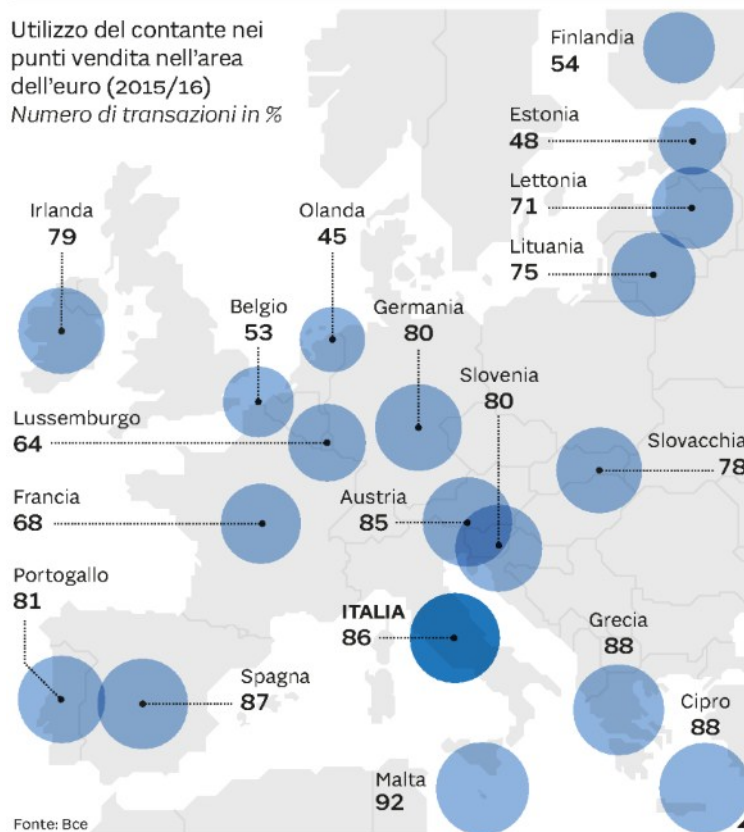 Utilizzo del contante nei
punti vendita nell'area
dell'euro (2015/16)
Numero di transazioni in %
Finlandia
54
Estonia
48
Lettonia
71
Lituania
75
Irlanda
79
Olanda
45
Belgio
53
Germania
80
Slovenia
80
Lussemburgo
64
Slovacchia
78
Francia
68
Austria
85
Portogallo
81
ITALIA
86
Grecia
88
Spagna
87
Cipro
88
Malta
92
Fonte: Bce